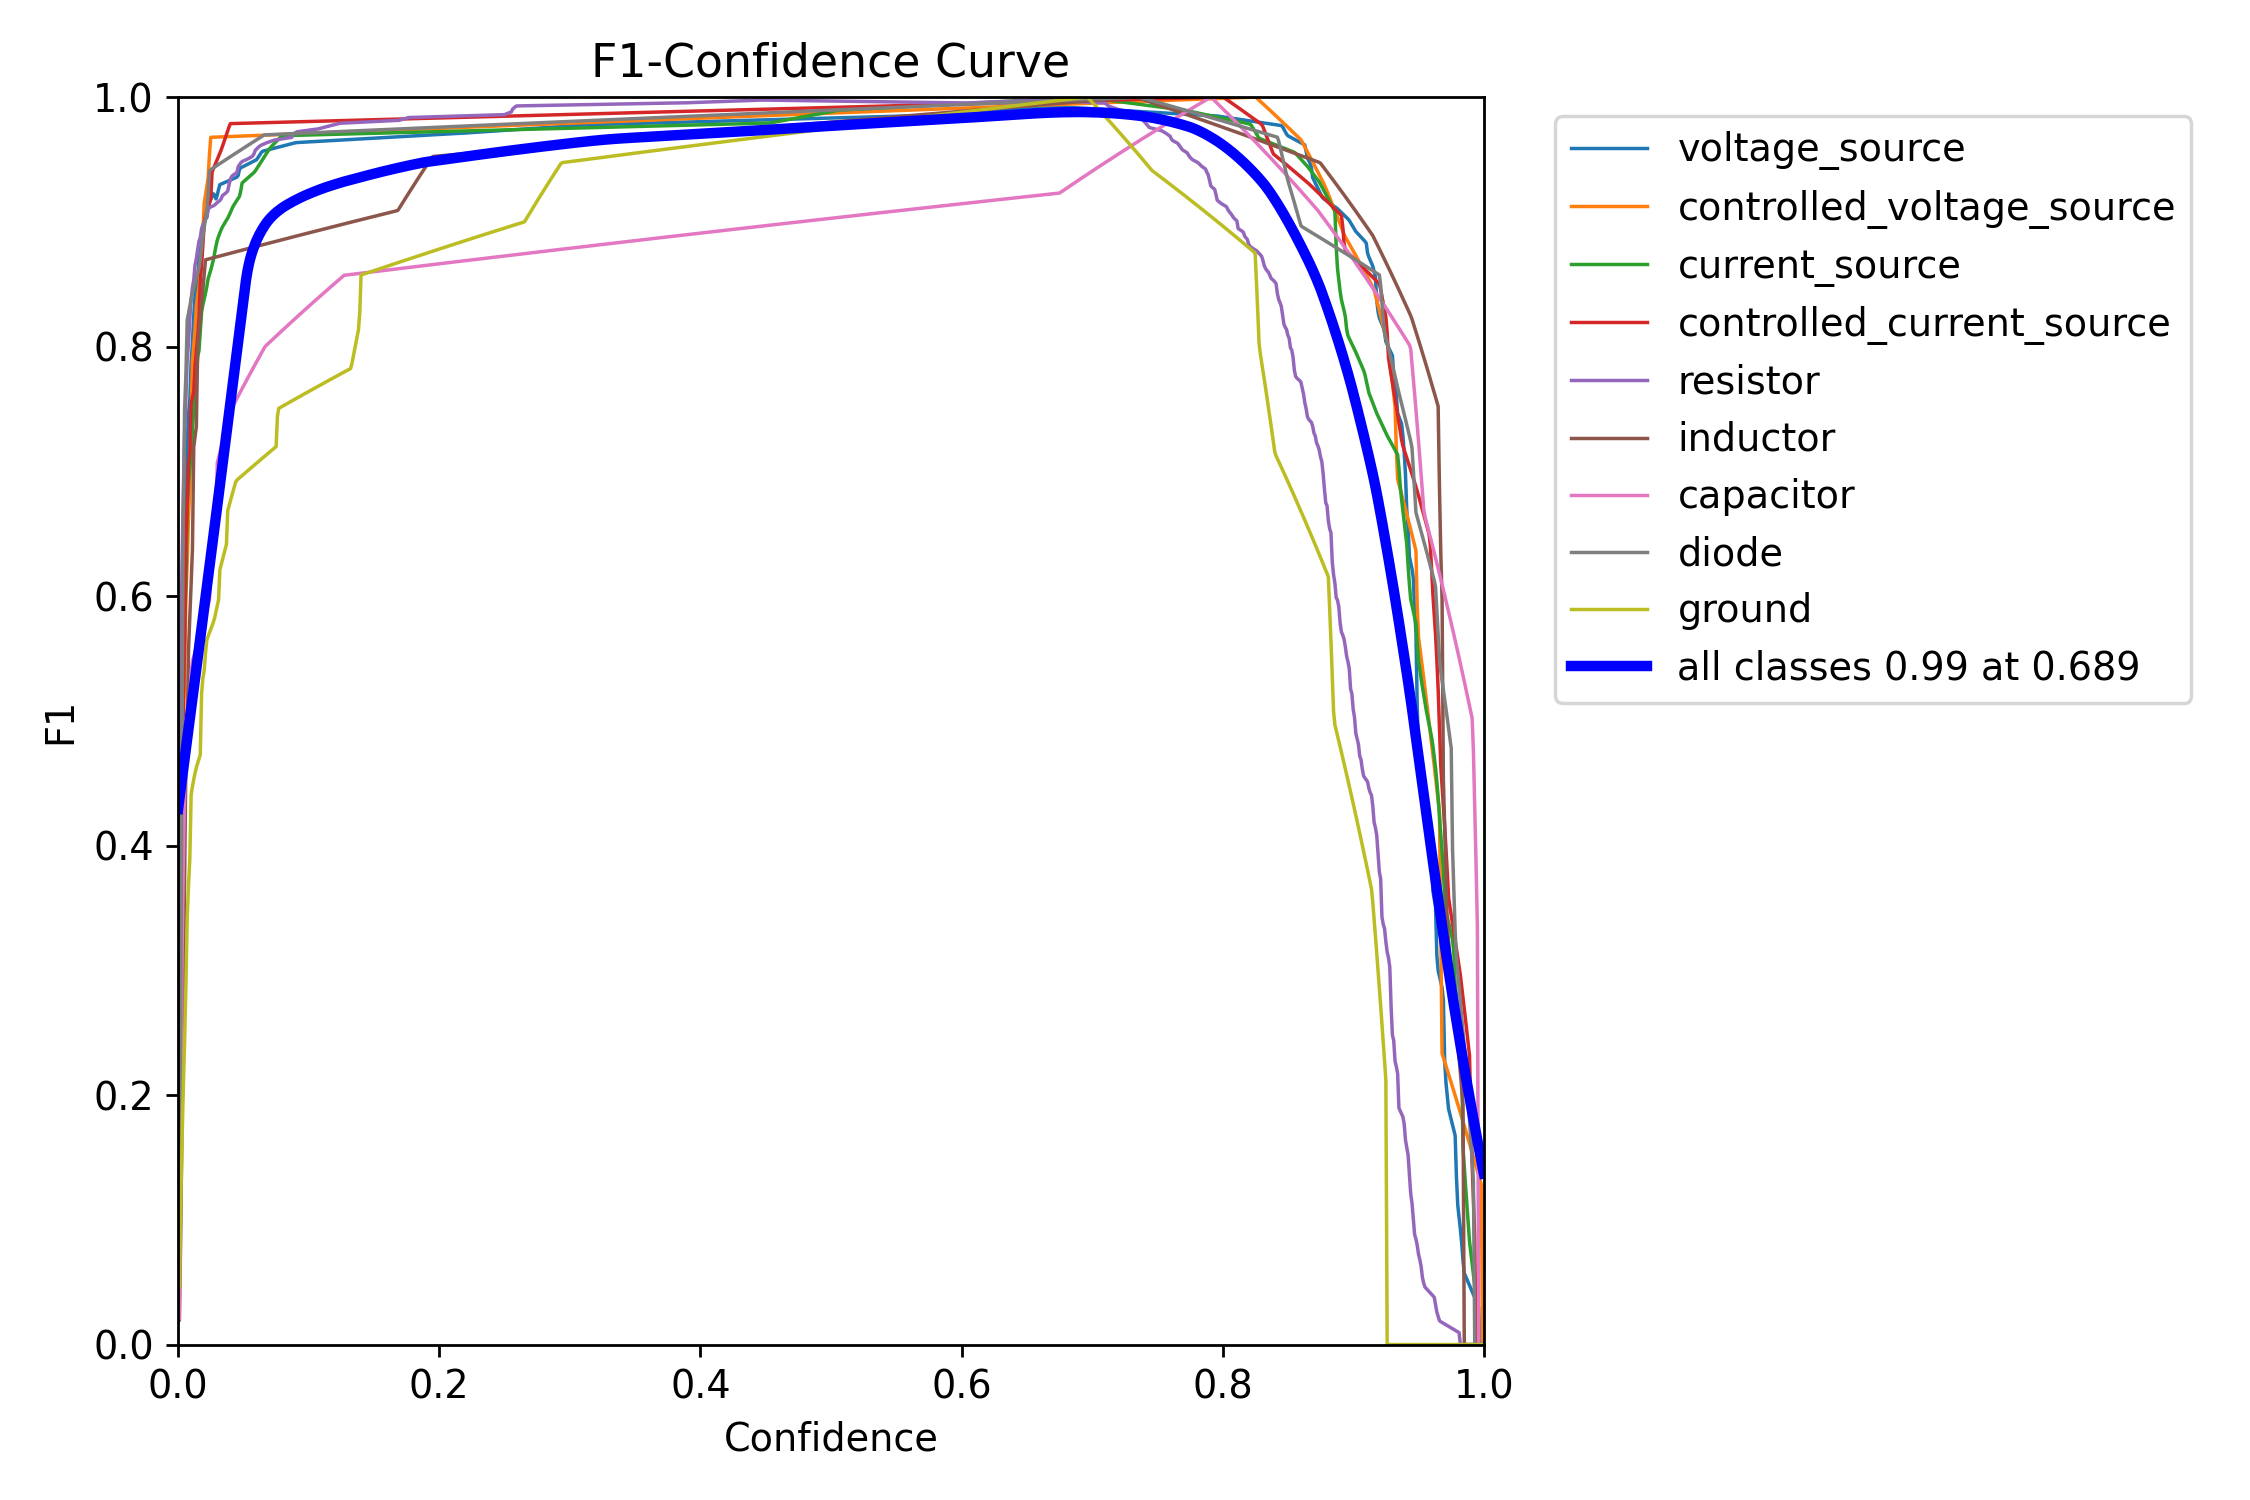 F1-Confidence Curve
1.0
0.8
0.6
0.4
0.2
0.0
F1
0.0 0.2 0.4 0.6 0.8 1.0
Confidence
voltage_source
controlled_voltage_source
current_source
controlled_current_source
resistor
inductor
capacitor
diode
ground
all classes 0.99 at 0.689